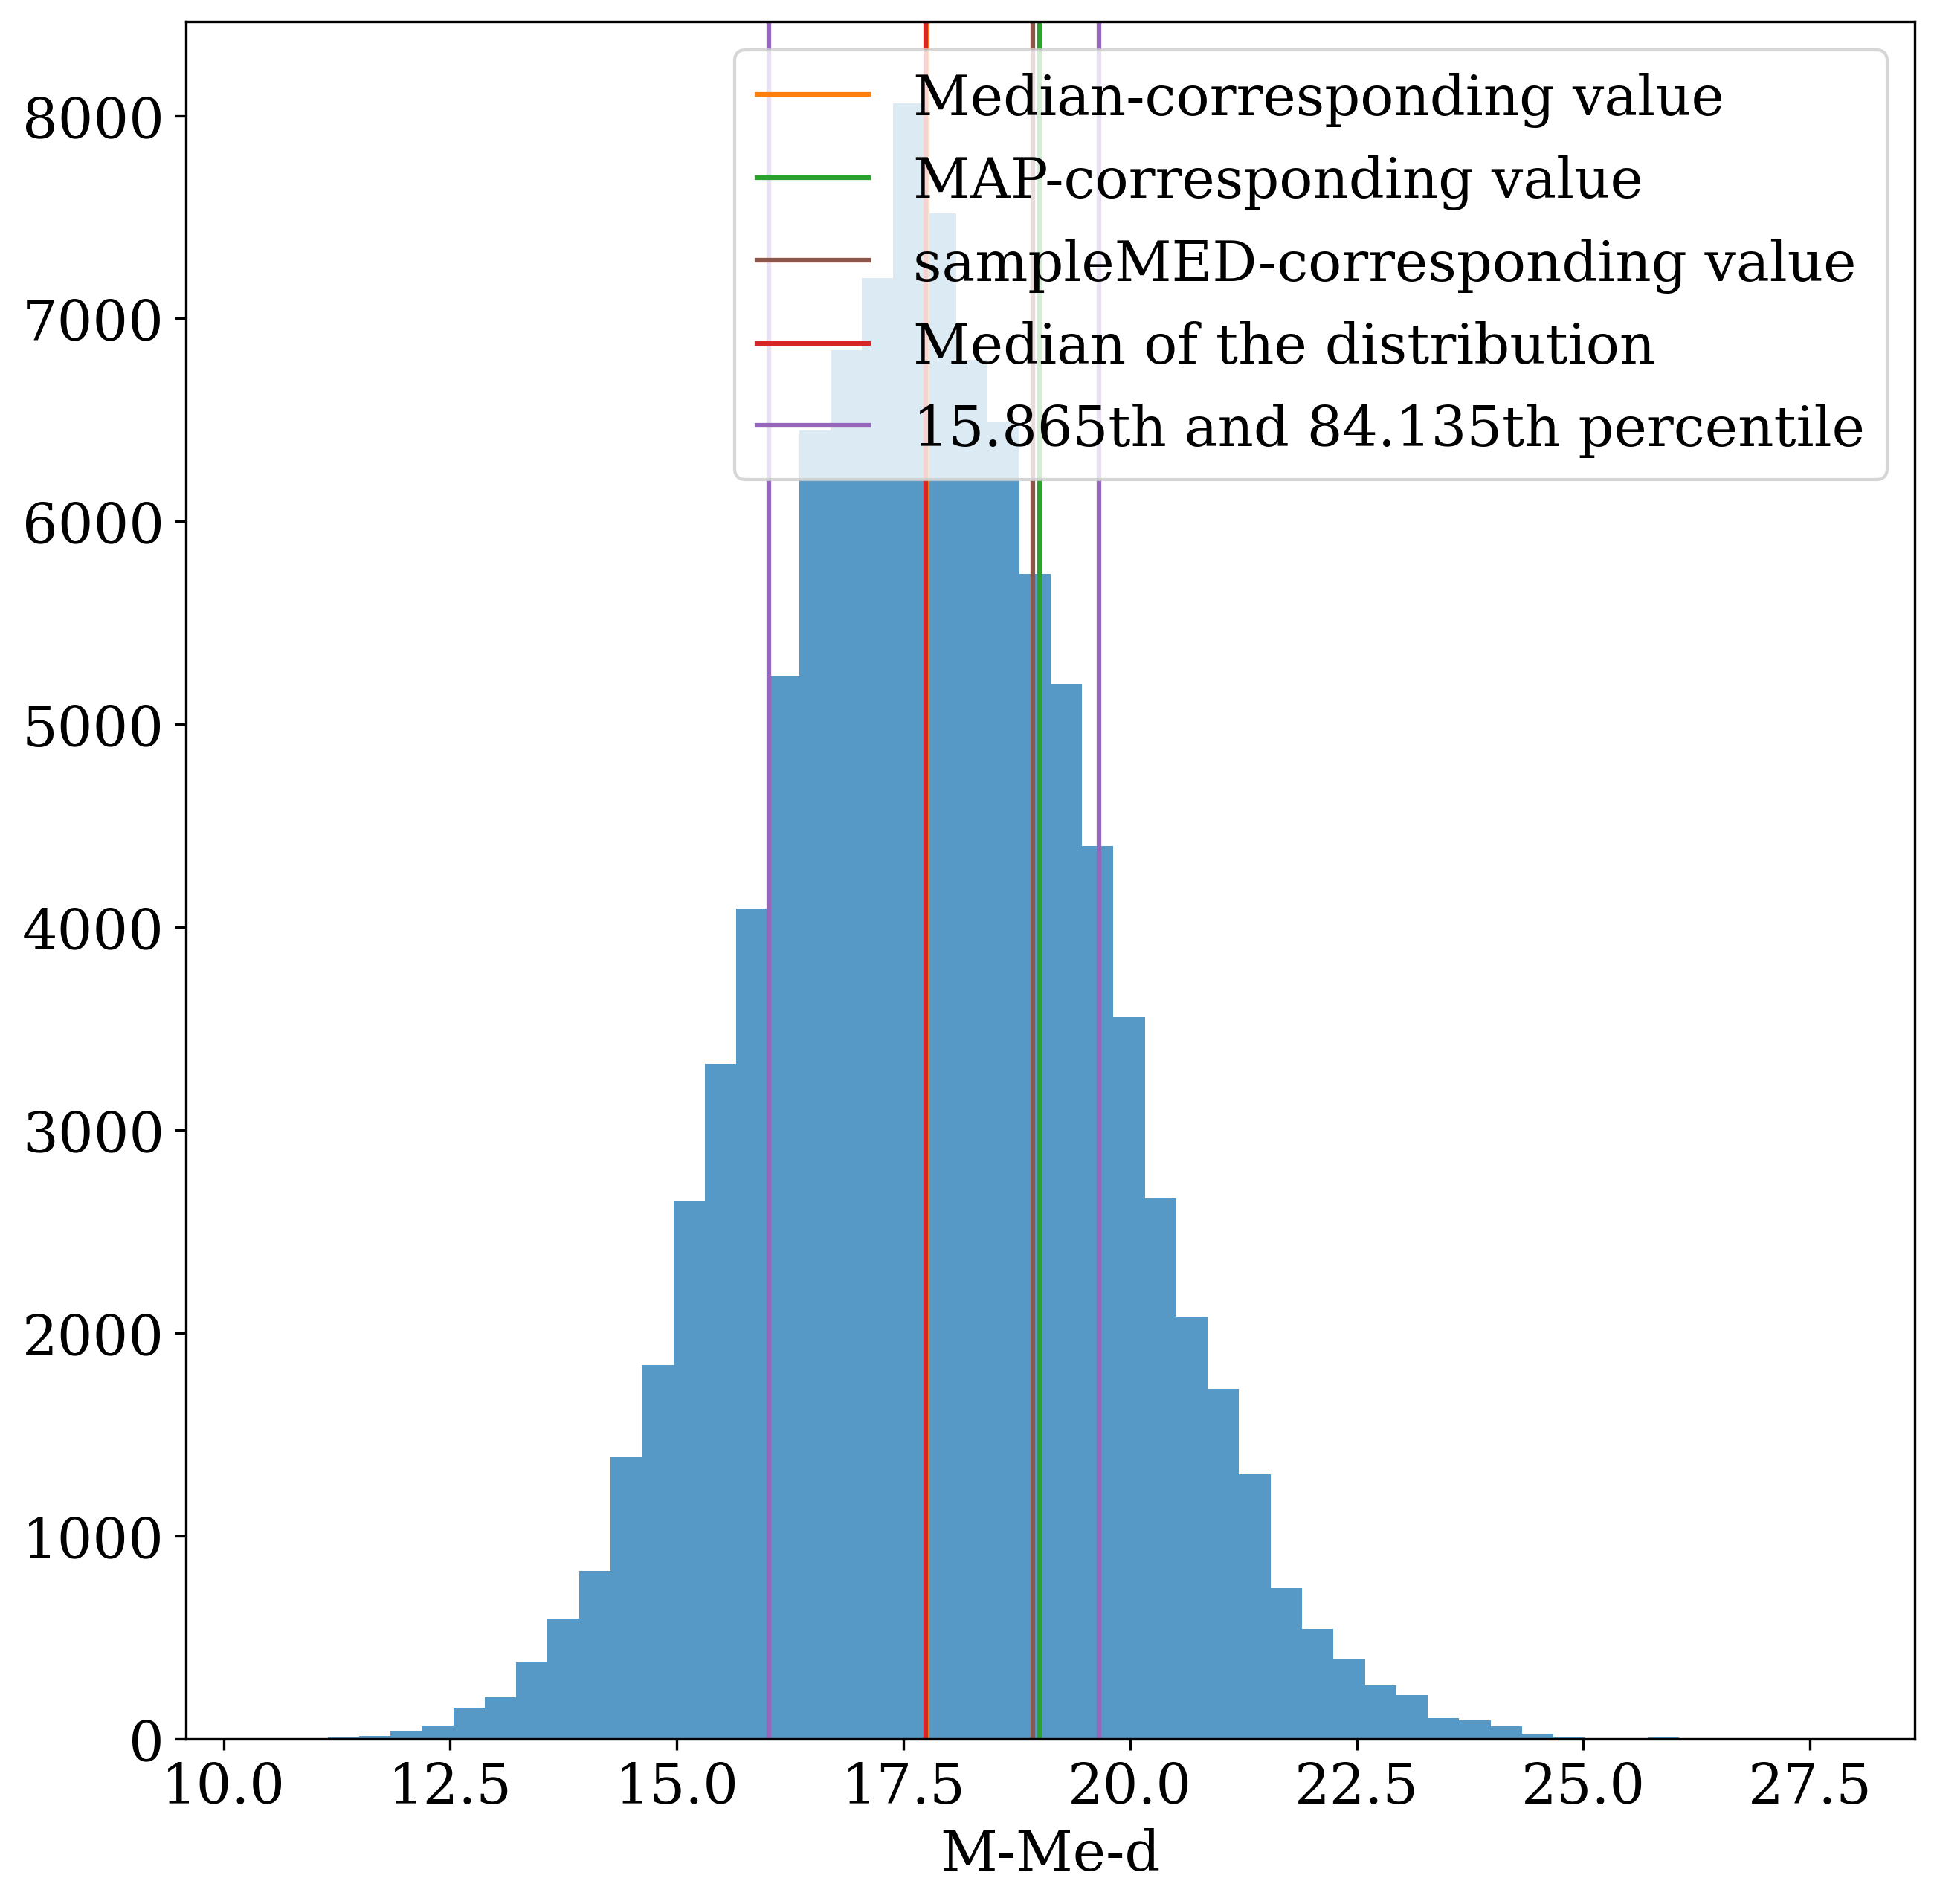 Median-corresponding value
MAP-corresponding value
sampleMED-corresponding value
Median of the distribution
15.865th and 84.135th percentile
8000
7000
6000
5000
4000
3000
2000
1000
0
10.0 12.5 15.0 17.5 20.0 22.5 25.0 27.5
M-Me-d